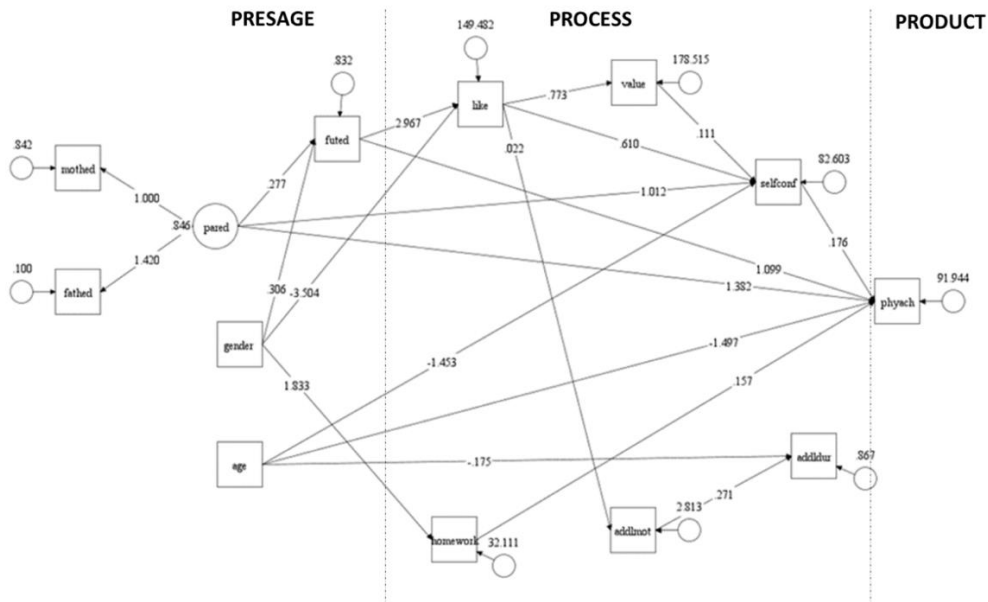 PRESAGE
PROCESS
PRODUCT
149.482
.832
178.515
like
value
.773
2.967
futed
.111
.022
.610
.842
mothed
82.603
selfconf
.277
1.012
1.000
.846
pared
.176
1.420
.100
fathed
.306
-3.504
1.099
1.382
91.944
phyach
gender
-1.453
-1.497
1.833
.157
age
-.175
addldur
.867
.271
2.813
addlmot
homework
32.111